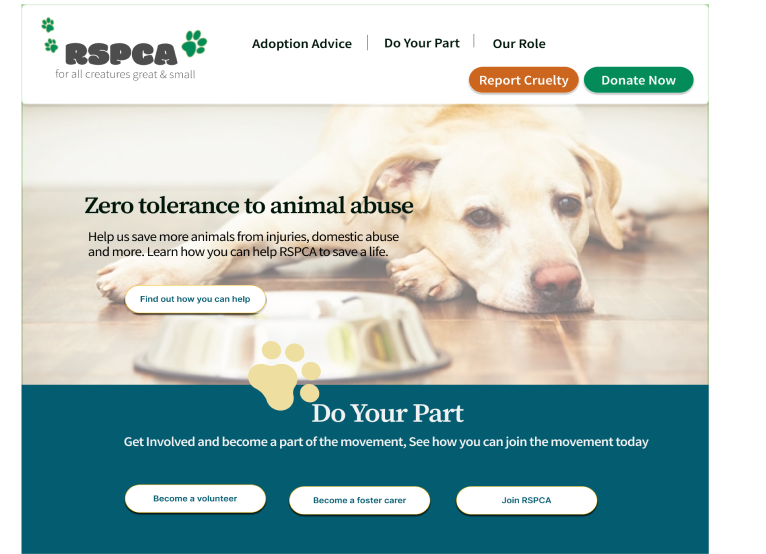 RSPCA
for all creatures great & small
Adoption Advice
Do Your Part
Our Role
Report Cruelty
Donate Now
Zero tolerance to animal abuse
Help us save more animals from injuries, domestic abuse
and more. Learn how you can help RSPCA to save a life.
Find out how you can help
Do Your Part
Get Involved and become a part of the movement, See how you can join the movement today
Become a volunteer
Become a foster carer
Join RSPCA